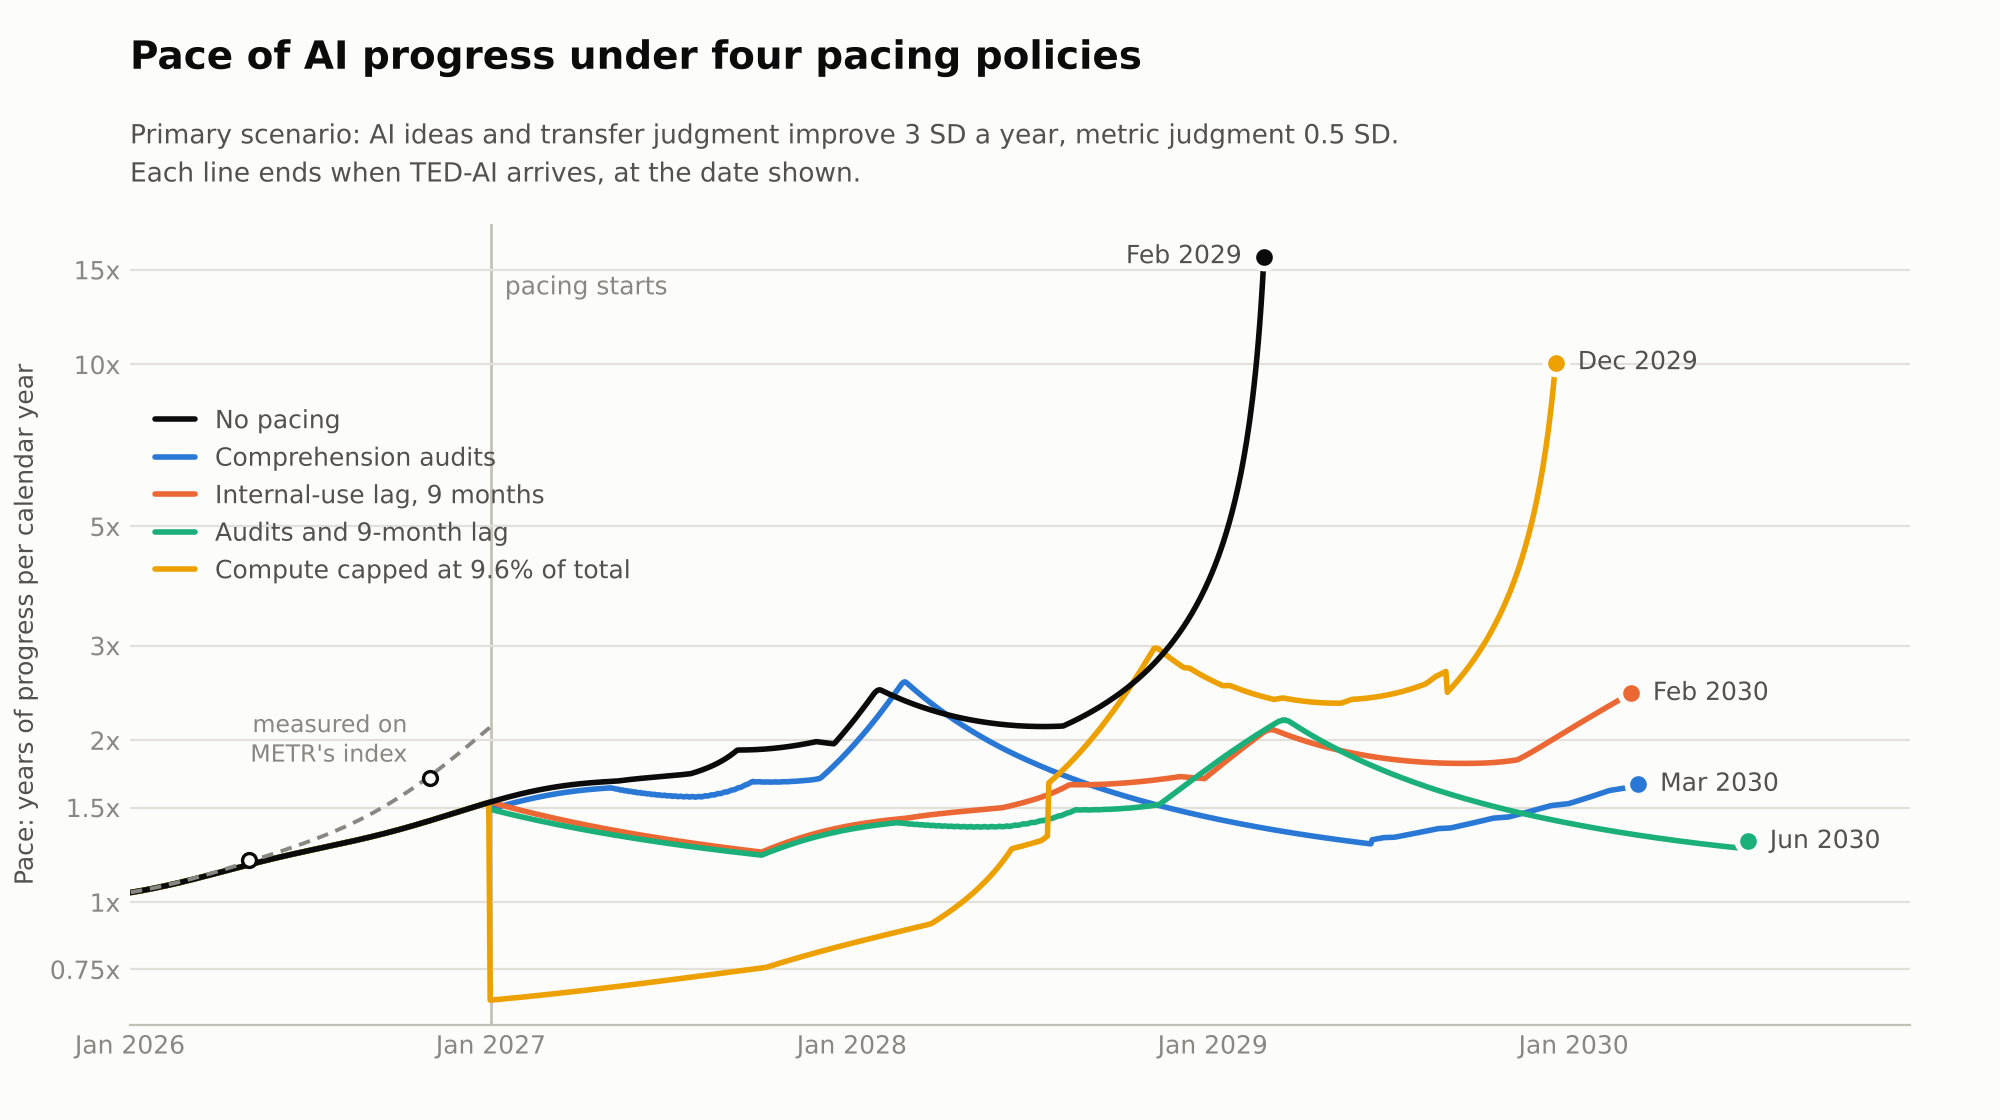 Pace of AI progress under four pacing policies
Primary scenario: AI ideas and transfer judgment improve 3 SD a year, metric judgment 0.5 SD.
Each line ends when TED-AI arrives, at the date shown.
Pace: years of progress per calendar year
15x
10x
5x
3x
2x
1.5x
1x
0.75x
pacing starts
No pacing
Comprehension audits
Internal-use lag, 9 months
Audits and 9-month lag
Compute capped at 9.6% of total
measured on
METR's index
Feb 2029
Dec 2029
Feb 2030
Mar 2030
Jun 2030
Jan 2026
Jan 2027
Jan 2028
Jan 2029
Jan 2030